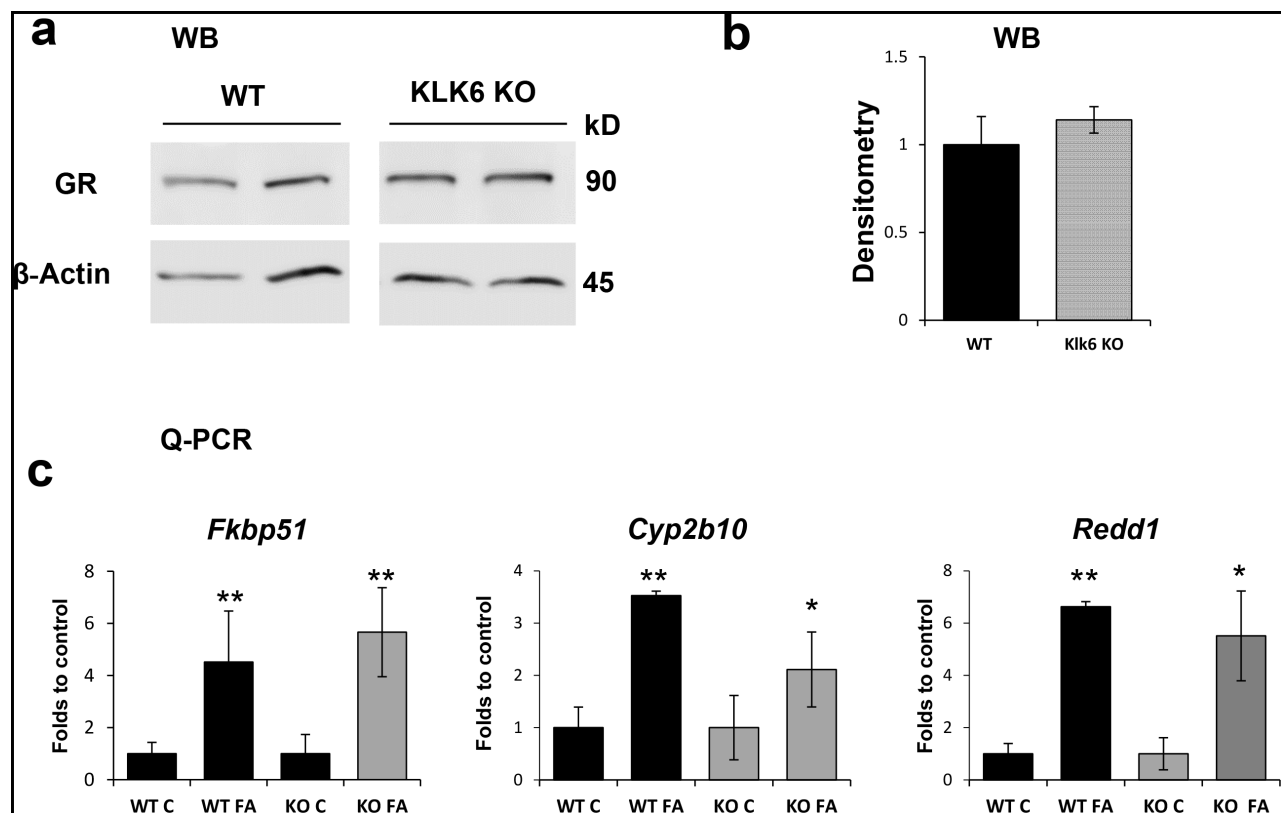 a
WB
WT
KLK6 KO
kD
GR
90
β-Actin
45
b
WB
Densitometry
1.5
1
0.5
0
WT
Klk6 KO
Q-PCR
c
Fkbp51
Folds to control
8
6
4
2
0
**
**
WT C
WT FA
KO C
KO FA
Cyp2b10
Folds to control
4
3
2
1
0
**
*
WT C
WT FA
KO C
KO FA
Redd1
Folds to control
8
6
4
2
0
**
*
WT C
WT FA
KO C
KO FA